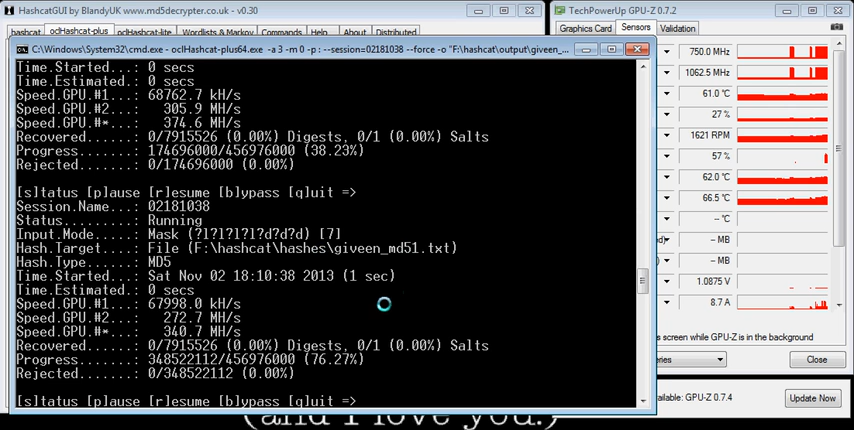 HashcatGUI by BlandyUK www.md5decrypter.co.uk - v0.30
hashcat oclHashcat-plus oclHashcat-lite Wordlists & Markov Commands Help About Distributed
C:\Windows\System32\cmd.exe - oclHashcat-plus64.exe -a 3 -m 0 -p : --session=02181038 --force -o "F:\hashcat\output\giveen_...
Time.Started...: 0 secs
Time.Estimated.: 0 secs
Speed.GPU.#1...: 68762.7 kH/s
Speed.GPU.#2...: 305.9 MH/s
Speed.GPU.#*...: 374.6 MH/s
Recovered......: 0/7915526 (0.00%) Digests, 0/1 (0.00%) Salts
Progress.......: 174696000/456976000 (38.23%)
Rejected.......: 0/174696000 (0.00%)
[s]tatus [p]ause [r]esume [b]ypass [q]uit =>
Session.Name...: 02181038
Status.........: Running
Input.Mode.....: Mask (?l?l?l?l?d?d?d) [7]
Hash.Target....: File (F:\hashcat\hashes\giveen_md51.txt)
Hash.Type......: MD5
Time.Started...: Sat Nov 02 18:10:38 2013 (1 sec)
Time.Estimated.: 0 secs
Speed.GPU.#1...: 67998.0 kH/s
Speed.GPU.#2...: 272.7 MH/s
Speed.GPU.#*...: 340.7 MH/s
Recovered......: 0/7915526 (0.00%) Digests, 0/1 (0.00%) Salts
Progress.......: 348522112/456976000 (76.27%)
Rejected.......: 0/348522112 (0.00%)
[s]tatus [p]ause [r]esume [b]ypass [q]uit =>
TechPowerUp GPU-Z 0.7.2
Graphics Card Sensors Validation
750.0 MHz
1062.5 MHz
61.0 °C
27 %
1621 RPM
57 %
62.0 °C
66.5 °C
-- °C
-- MB
-- MB
1.0875 V
8.7 A
s screen while GPU-Z is in the background
eries Close
ailable: GPU-Z 0.7.4 Update Now
(and I love you.)